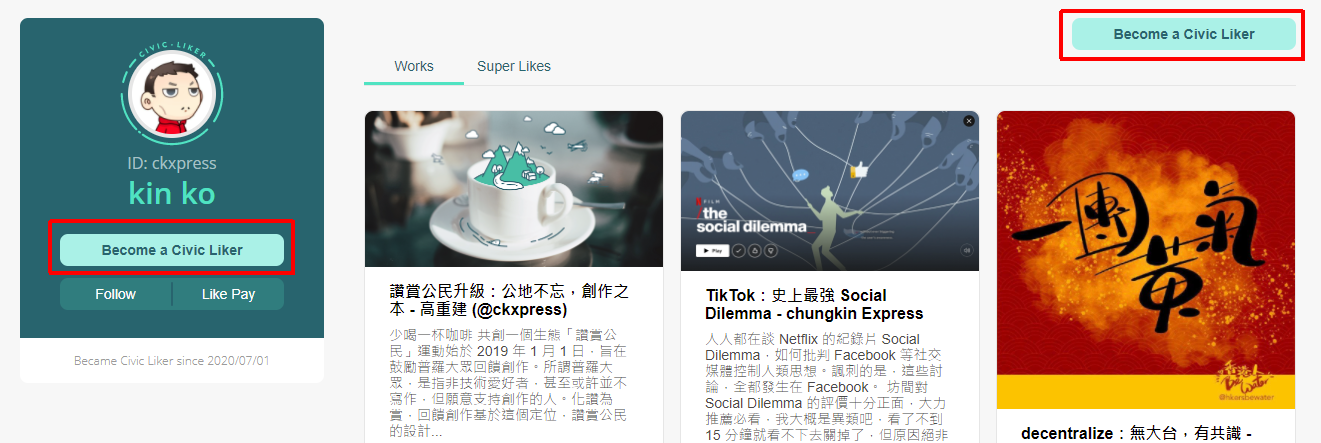 CIVIC · LIKER
ID: ckxpress
kin ko
Become a Civic Liker
Follow
Like Pay
Became Civic Liker since 2020/07/01
Become a Civic Liker
Works
Super Likes
讚賞公民升級：公地不忘，創作之
本 - 高重建 (@ckxpress)
少喝一杯咖啡 共創一個生態「讚賞公
民」運動始於 2019 年 1 月 1 日，旨在
鼓勵普羅大眾回饋創作。所謂普羅大
眾，是指非技術愛好者，甚至或許並不
寫作，但願意支持創作的人。化讚為
賞，回饋創作基於這個定位，讚賞公民
的設計...
FILM
/ the
social dilemma
Play
TikTok：史上最強 Social
Dilemma - chungkin Express
人人都在談 Netflix 的紀錄片 Social
Dilemma，如何批判 Facebook 等社交
媒體控制人類思想。諷刺的是，這些討
論，全都發生在 Facebook。 坊間對
Social Dilemma 的評價十分正面，大力
推薦必看，我大概是異類吧，看了不到
15 分鐘就看不下去關掉了，但原因絕非
一團和氣
Be Water
@hkersbewater
decentralize：無大台，有共識 -